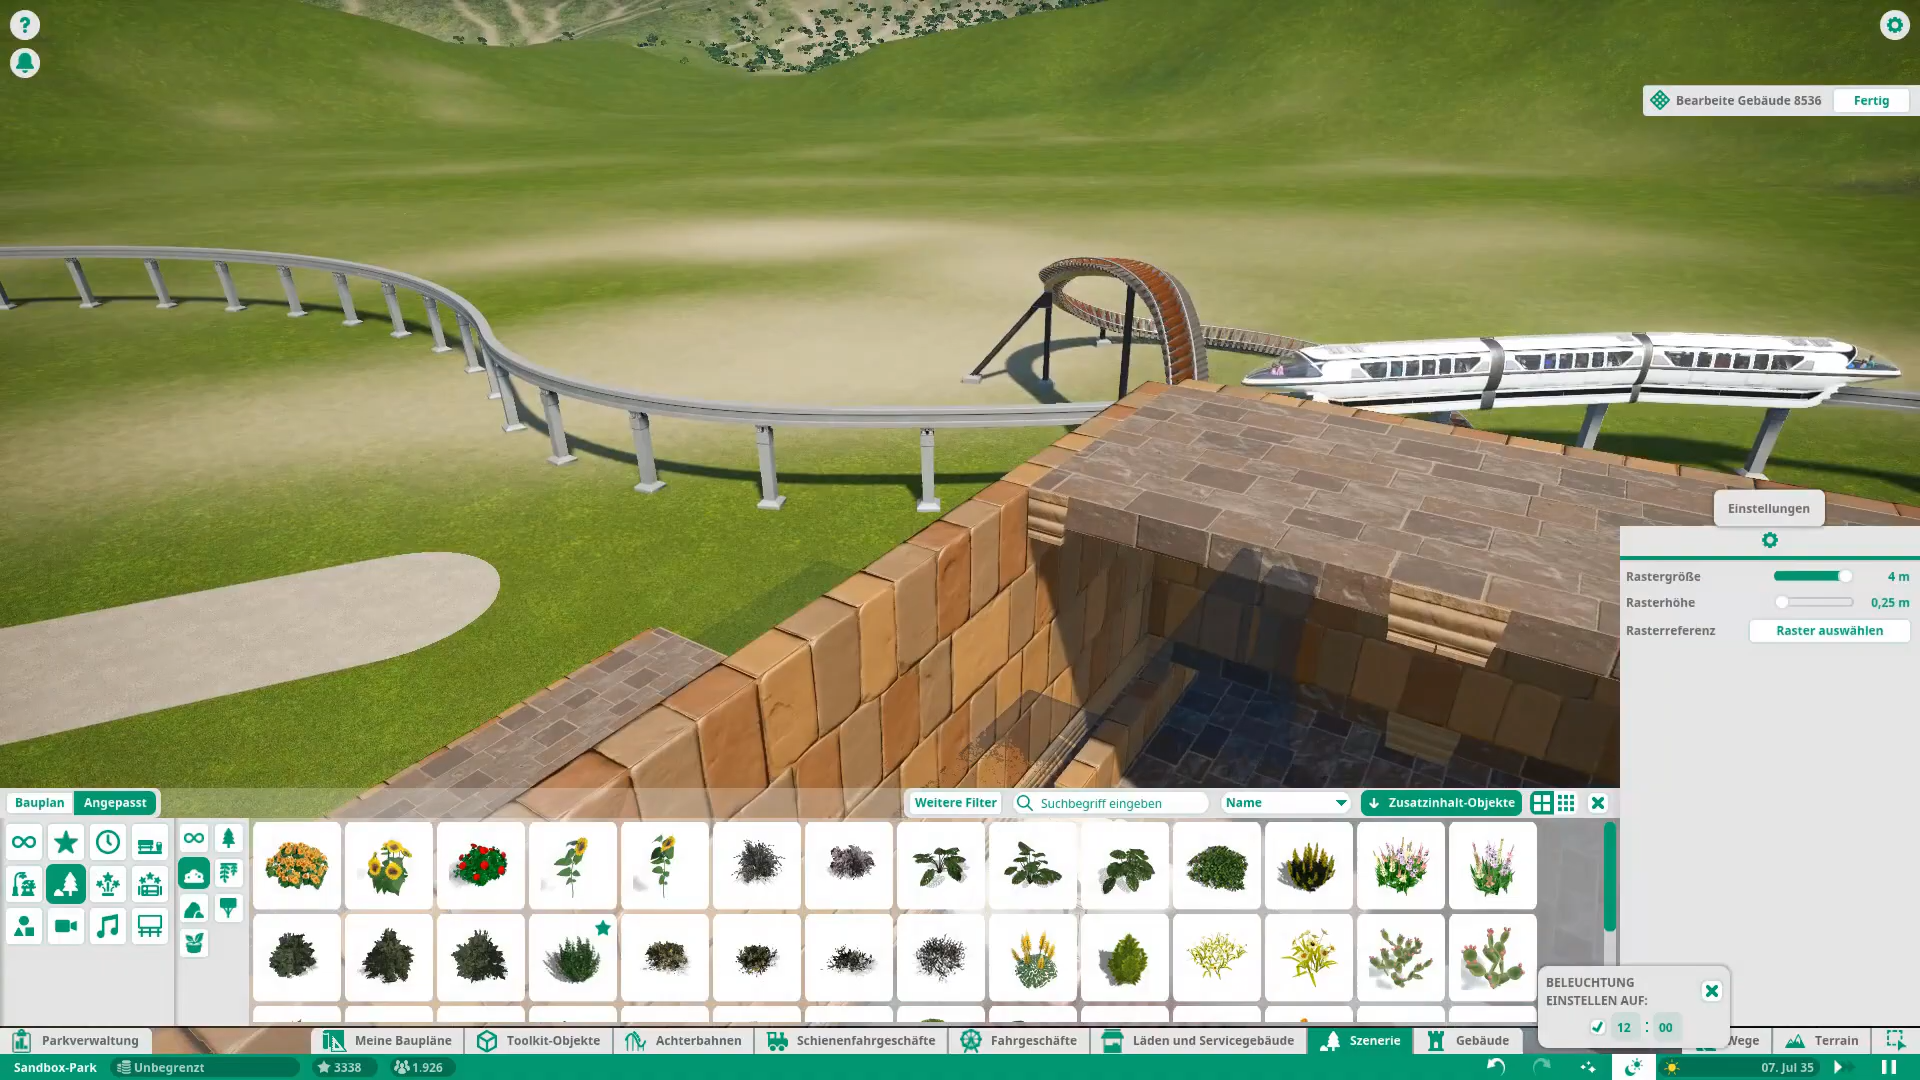 ?
Bearbeite Gebäude 8536
Fertig
Einstellungen
Rastergröße
4 m
Rasterhöhe
0,25 m
Rasterreferenz
Raster auswählen
Bauplan
Angepasst
Weitere Filter
Suchbegriff eingeben
Name
Zusatzinhalt-Objekte
BELEUCHTUNG
EINSTELLEN AUF:
12 : 00
Parkverwaltung
Meine Baupläne
Toolkit-Objekte
Achterbahnen
Schienenfahrgeschäfte
Fahrgeschäfte
Läden und Servicegebäude
Szenerie
Gebäude
Wege
Terrain
Sandbox-Park
Unbegrenzt
3338
1.926
07. Jul 35